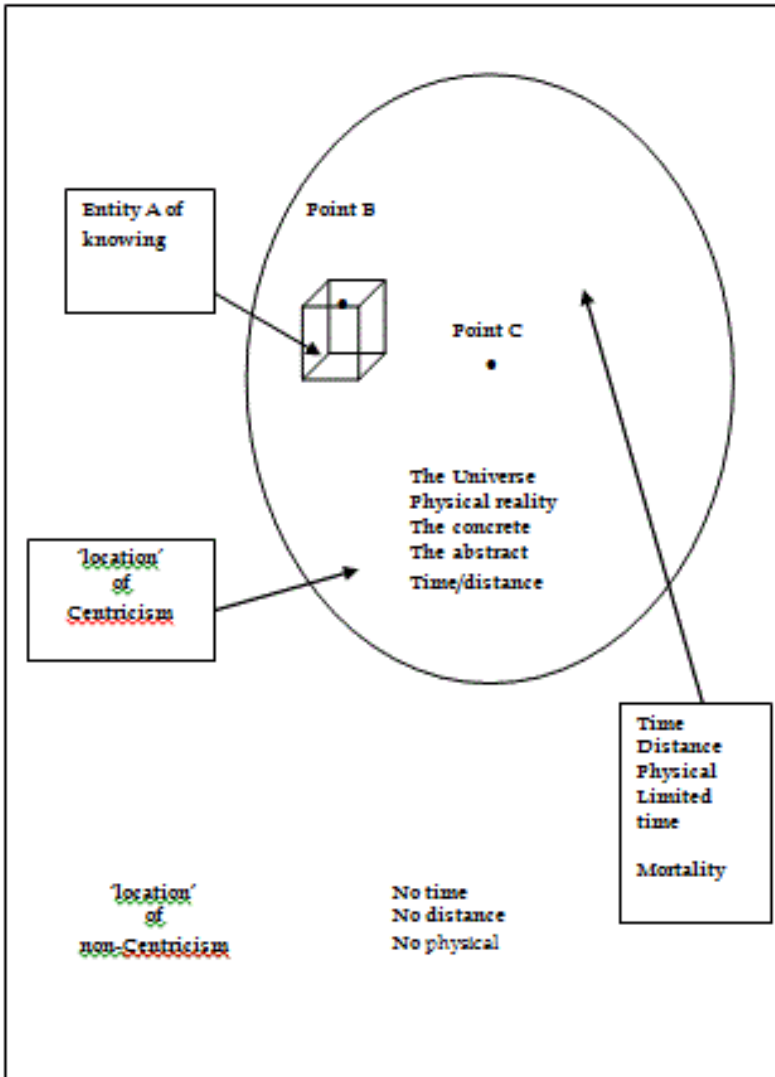 Entity A of
knowing
Point B
Point C
The Universe
Physical reality
The concrete
The abstract
Time/distance
'location'
of
Centricism
Time
Distance
Physical
Limited
time
Mortality
'location'
of
non-Centricism
No time
No distance
No physical